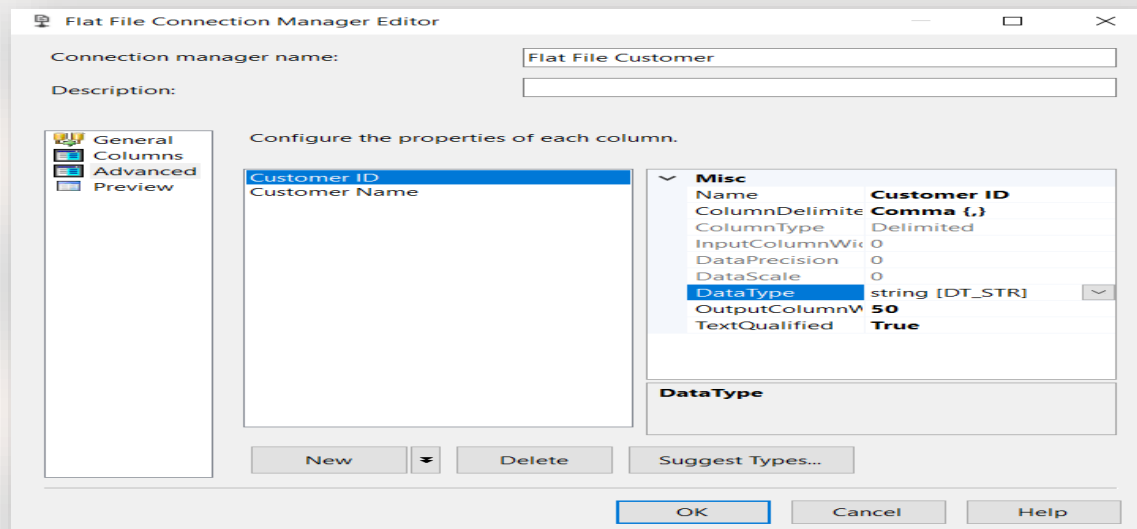 Flat File Connection Manager Editor
Connection manager name: Flat File Customer
Description:
General
Columns
Advanced
Preview
Configure the properties of each column.
Customer ID
Customer Name
Misc
Name Customer ID
ColumnDelimite Comma {,}
ColumnType Delimited
InputColumnWi 0
DataPrecision 0
DataScale 0
DataType string [DT_STR]
OutputColumnW 50
TextQualified True
DataType
New Delete Suggest Types...
OK Cancel Help